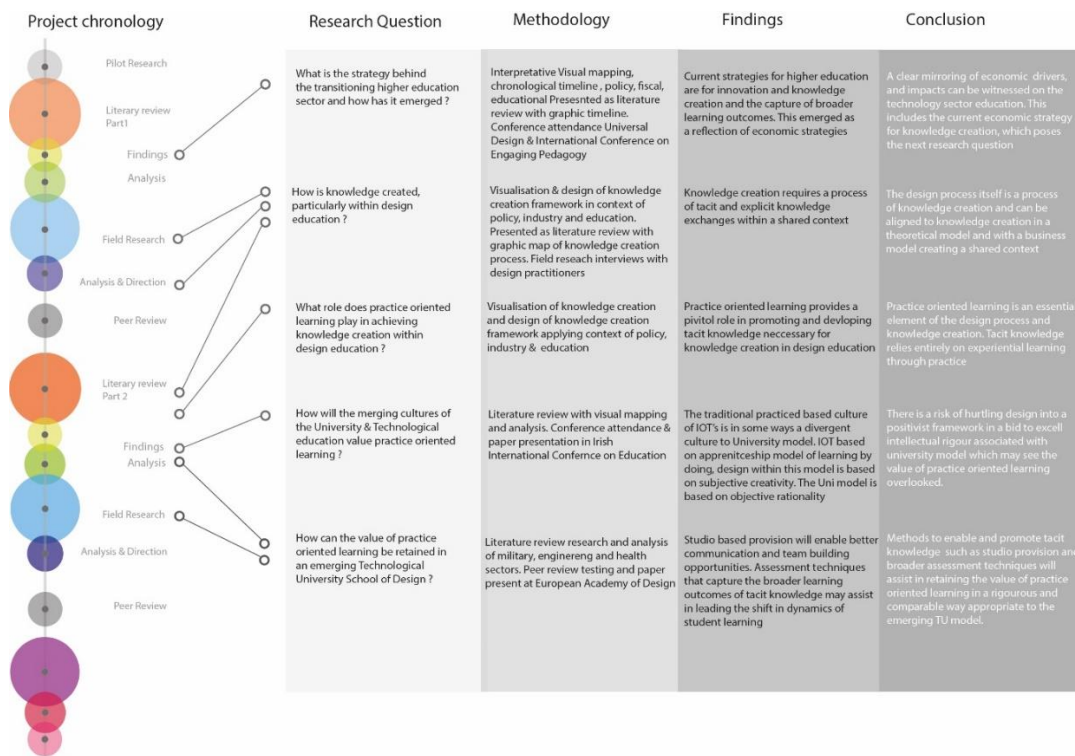 Project chronology
Research Question
Methodology
Findings
Conclusion
Pilot Research
Literary review
Part1
Findings
Analysis
Field Research
Analysis & Direction
Peer Review
Literary review
Part 2
Findings
Analysis
Field Research
Analysis & Direction
Peer Review
What is the strategy behind
the transitioning higher education
sector and how has it emerged ?
Interpretative Visual mapping,
chronological timeline , policy, fiscal,
educational Presesnted as literature
review with graphic timeline.
Conference attendance Universal
Design & International Conference on
Engaging Pedagogy
Current strategies for higher education
are for innovation and knowledge
creation and the capture of broader
learning outcomes. This emerged as a
reflection of economic strategies
A clear mirroring of economic drivers,
and impacts can be witnessed on the
technology sector education. This
includes the current economic strategy
for knowledge creation, which poses
the next research question
How is knowledge created,
particularly within design
education ?
Visualisation & design of knowledge
creation framework in context of
policy, industry and education.
Presented as literature review with
graphic map of knowledge creation
process. Field reseach interviews with
design practitioners
Knowledge creation requires a process
of tacit and explicit knowledge
exchanges within a shared context
The design process itself is a process
of knowledge creation and can be
aligned to knowledge creation in a
theoretical model and with a business
model creating a shared context
What role does practice oriented
learning play in achieving
knowledge creation within
design education ?
Visualisation of knowledge creation
and design of knowledge creation
framework applying context of policy,
industry & education
Practice oriented learning provides a
pivitol role in promoting and devloping
tacit knowledge neccessary for
knowledge creation in design education
Practice oriented learning is an essential
element of the design process and
knowledge creation. Tacit knowledge
relies entirely on experiential learning
through practice
How will the merging cultures of
the University & Technological
education value practice oriented
learning ?
Literature review with visual mapping
and analysis. Conference attendance &
paper presentation in Irish
International Confernce on Education
The traditional practiced based culture
of IOT's is in some ways a divergent
culture to University model. IOT based
on apprenitceship model of learning by
doing, design within this model is based
on subjective creativity. The Uni model is
based on objective rationality
There is a risk of hurtling design into a
positivist framework in a bid to excell
intellectual rigour associated with
university model which may see the
value of practice oriented learning
overlooked.
How can the value of practice
oriented learning be retained in
an emerging Technological
University School of Design ?
Literature review research and analysis
of military, enginereng and health
sectors. Peer review testing and paper
present at European Academy of Design
Studio based provision will enable better
communication and team building
opportunities. Assessment techniques
that capture the broader learning
outcomes of tacit knowledge may assist
in leading the shift in dynamics of
student learning
Methods to enable and promote tacit
knowledge such as studio provision and
broader assessment techniques will
assist in retaining the value of practice
oriented learning in a rigourous and
comparable way appropriate to the
emerging TU model.